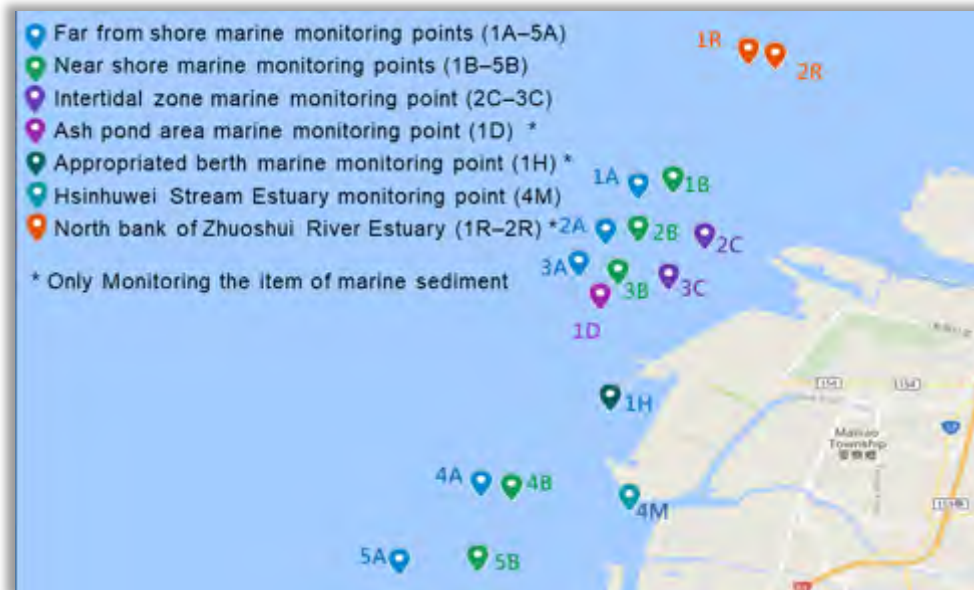 Far from shore marine monitoring points (1A–5A)
Near shore marine monitoring points (1B–5B)
Intertidal zone marine monitoring point (2C–3C)
Ash pond area marine monitoring point (1D) *
Appropriated berth marine monitoring point (1H) *
Hsinhuwei Stream Estuary monitoring point (4M)
North bank of Zhuoshui River Estuary (1R–2R) *
* Only Monitoring the item of marine sediment
1R
2R
1A
1B
2A
2B
2C
3A
3B
3C
1D
1H
154
154
Mailiao
Township
麥寮鄉
4A
4B
4M
5A
5B